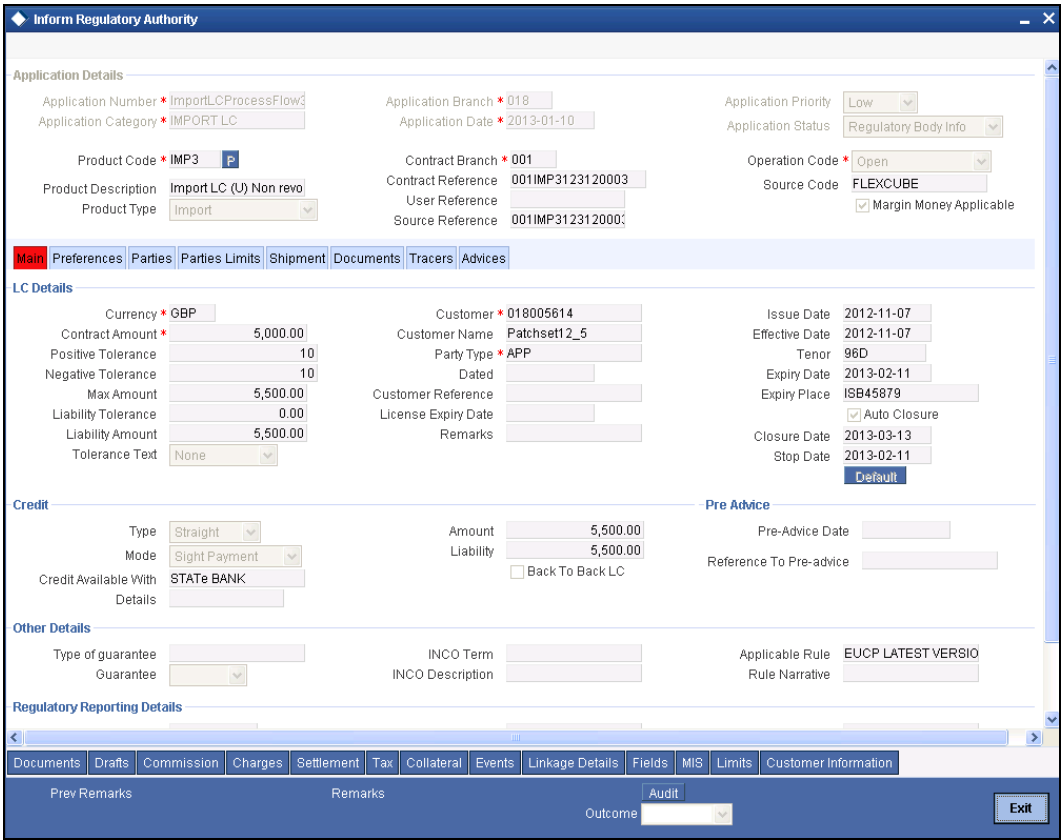 Inform Regulatory Authority
Application Details
Application Number * ImportLCProcessFlow3 Application Branch * 018 Application Priority Low
Application Category * IMPORT LC Application Date * 2013-01-10 Application Status Regulatory Body Info
Product Code * IMP3 P Contract Branch * 001 Operation Code * Open
Product Description Import LC (U) Non revo Contract Reference 001IMP3123120003 Source Code FLEXCUBE
Product Type Import User Reference Margin Money Applicable
Source Reference 001IMP3123120003
Main Preferences Parties Parties Limits Shipment Documents Tracers Advices
LC Details
Currency * GBP Customer * 018005614 Issue Date 2012-11-07
Contract Amount * 5,000.00 Customer Name Patchset12_5 Effective Date 2012-11-07
Positive Tolerance 10 Party Type * APP Tenor 96D
Negative Tolerance 10 Dated Expiry Date 2013-02-11
Max Amount 5,500.00 Customer Reference Expiry Place ISB45879
Liability Tolerance 0.00 License Expiry Date Auto Closure
Liability Amount 5,500.00 Remarks Closure Date 2013-03-13
Tolerance Text None Stop Date 2013-02-11
Default
Credit Pre Advice
Type Straight Amount 5,500.00 Pre-Advice Date
Mode Sight Payment Liability 5,500.00 Reference To Pre-advice
Credit Available With STATe BANK Back To Back LC
Details
Other Details
Type of guarantee INCO Term Applicable Rule EUCP LATEST VERSIO
Guarantee INCO Description Rule Narrative
Regulatory Reporting Details
Documents Drafts Commission Charges Settlement Tax Collateral Events Linkage Details Fields MIS Limits Customer Information
Prev Remarks Remarks Audit
Outcome Exit